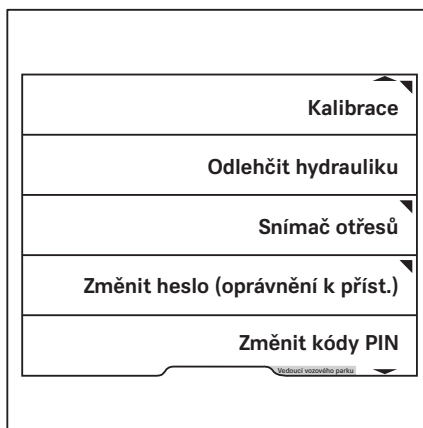 Kalibrace
Odlehčit hydrauliku
Snímač otřesů
Změnit heslo (oprávnění k příst.)
Změnit kódy PIN
Vedoucí vozového parku